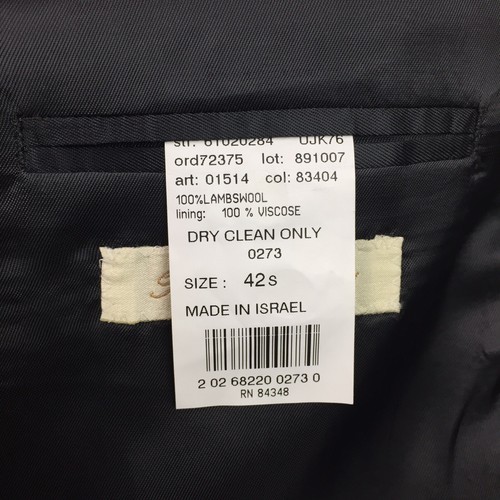 str: 61020284 OJK76
ord72375 lot: 891007
art: 01514 col: 83404
100%LAMBSWOOL
lining: 100 % VISCOSE
DRY CLEAN ONLY
0273
SIZE: 42s
MADE IN ISRAEL
2 02 68220 0273 0
RN 84348